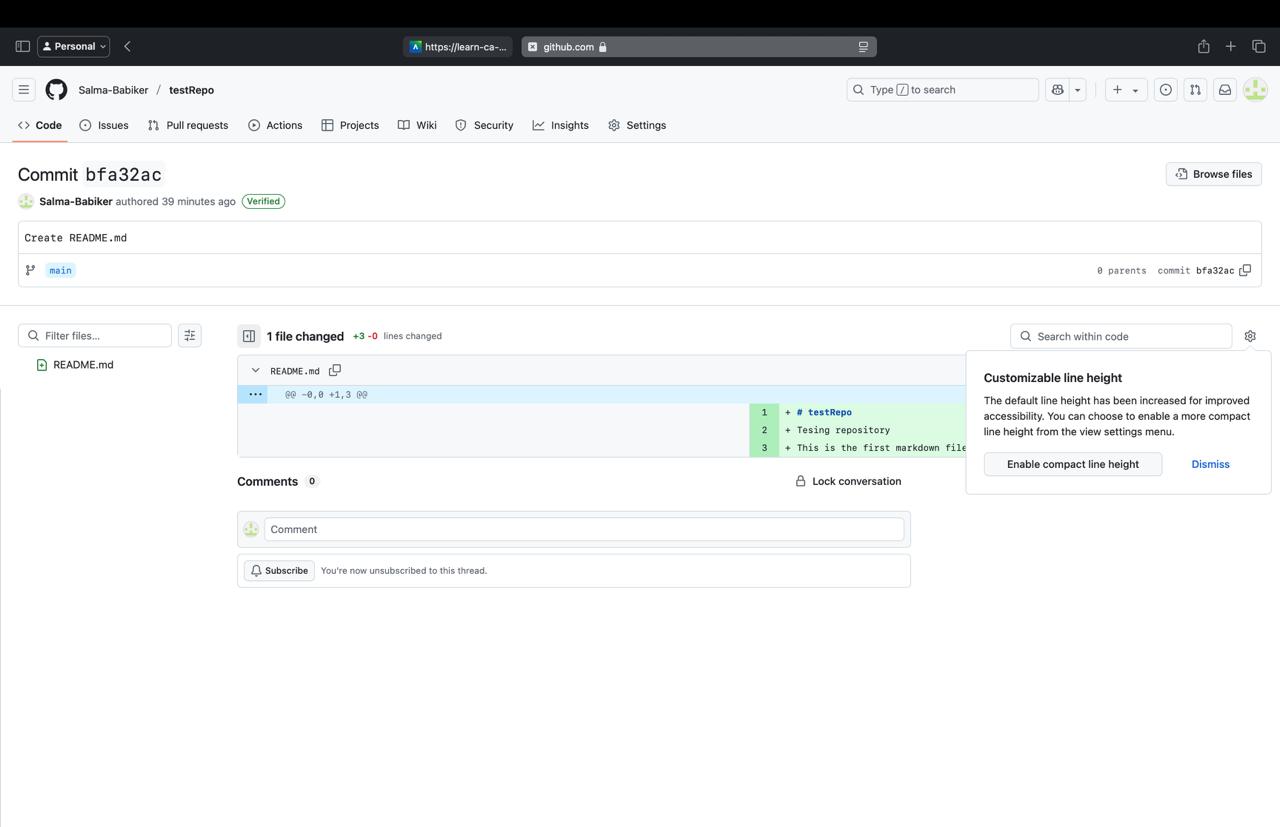 Personal
https://learn-ca-...
github.com
Salma-Babiker / testRepo
Type / to search
Code
Issues
Pull requests
Actions
Projects
Wiki
Security
Insights
Settings
Commit bfa32ac
Browse files
Salma-Babiker authored 39 minutes ago Verified
Create README.md
main
0 parents commit bfa32ac
Filter files...
README.md
1 file changed +3 -0 lines changed
Search within code
README.md
@@ -0,0 +1,3 @@
1 + # testRepo
2 + Tesing repository
3 + This is the first markdown file
Customizable line height
The default line height has been increased for improved
accessibility. You can choose to enable a more compact
line height from the view settings menu.
Enable compact line height
Dismiss
Comments 0
Lock conversation
Comment
Subscribe
You're now unsubscribed to this thread.